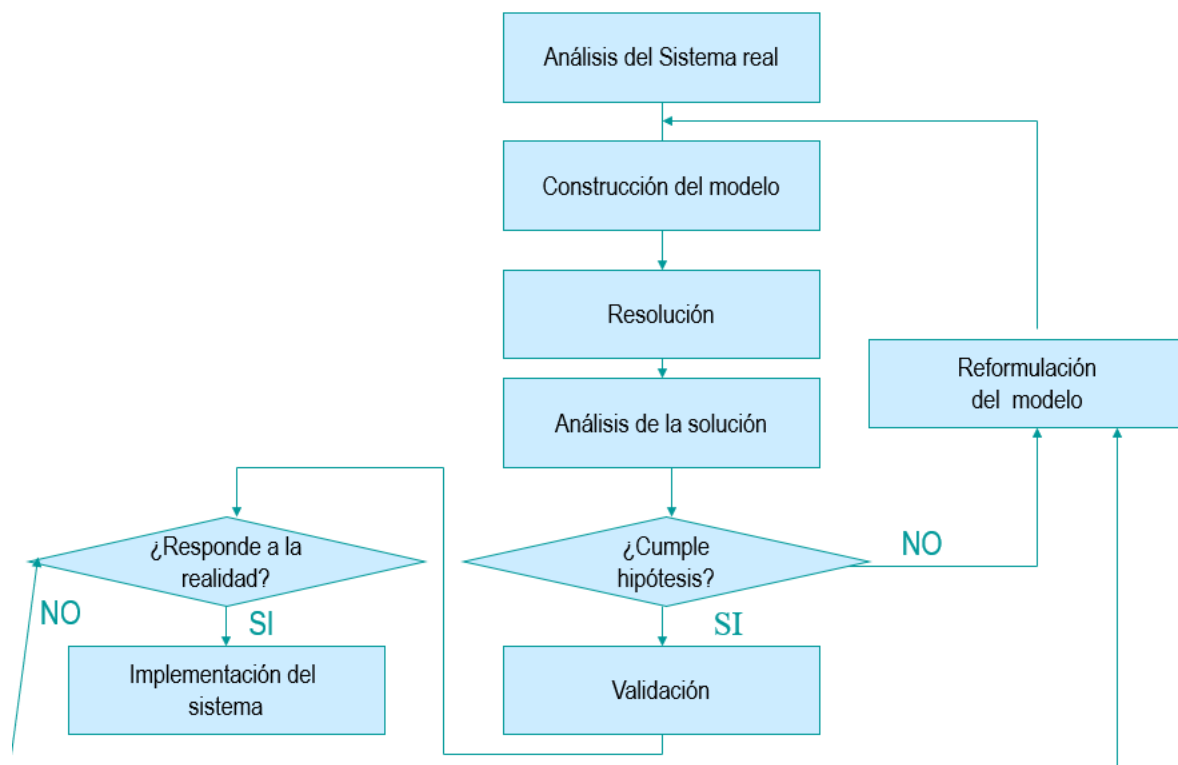 Análisis del Sistema real
Construcción del modelo
Resolución
Reformulación
del modelo
Análisis de la solución
¿Responde a la
realidad?
¿Cumple
hipótesis?
NO
NO
SI
SI
Implementación del
sistema
Validación